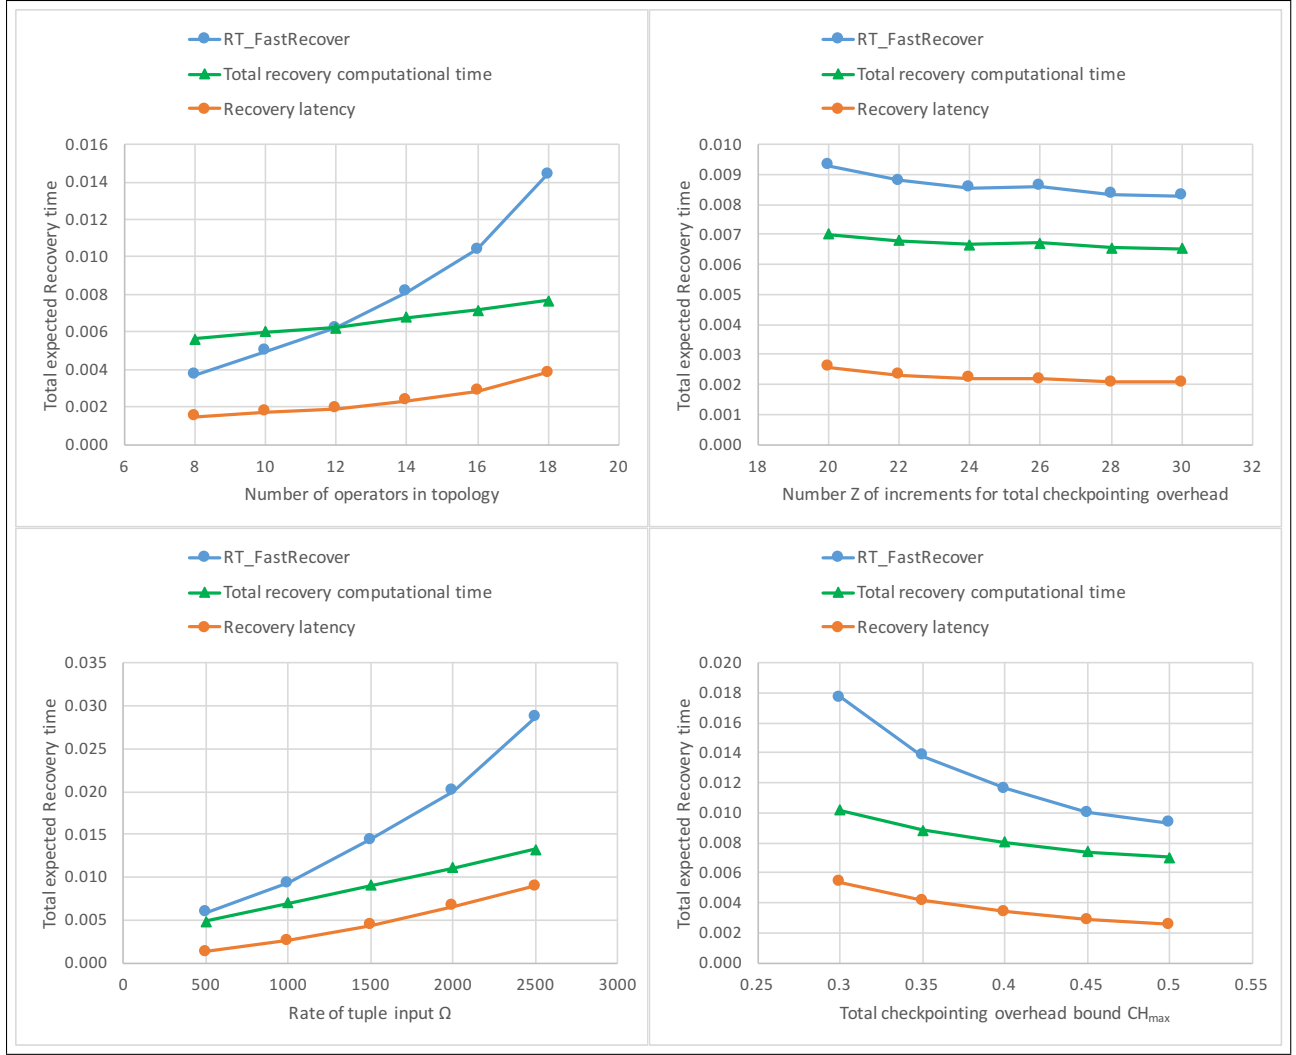 RT_FastRecover
Total recovery computational time
Recovery latency
Total expected Recovery time
0.016
0.014
0.012
0.010
0.008
0.006
0.004
0.002
0.000
6 8 10 12 14 16 18 20
Number of operators in topology
RT_FastRecover
Total recovery computational time
Recovery latency
Total expected Recovery time
0.010
0.009
0.008
0.007
0.006
0.005
0.004
0.003
0.002
0.001
0.000
18 20 22 24 26 28 30 32
Number Z of increments for total checkpointing overhead
RT_FastRecover
Total recovery computational time
Recovery latency
Total expected Recovery time
0.035
0.030
0.025
0.020
0.015
0.010
0.005
0.000
0 500 1000 1500 2000 2500 3000
Rate of tuple input Ω
RT_FastRecover
Total recovery computational time
Recovery latency
Total expected Recovery time
0.020
0.018
0.016
0.014
0.012
0.010
0.008
0.006
0.004
0.002
0.000
0.25 0.3 0.35 0.4 0.45 0.5 0.55
Total checkpointing overhead bound CHmax